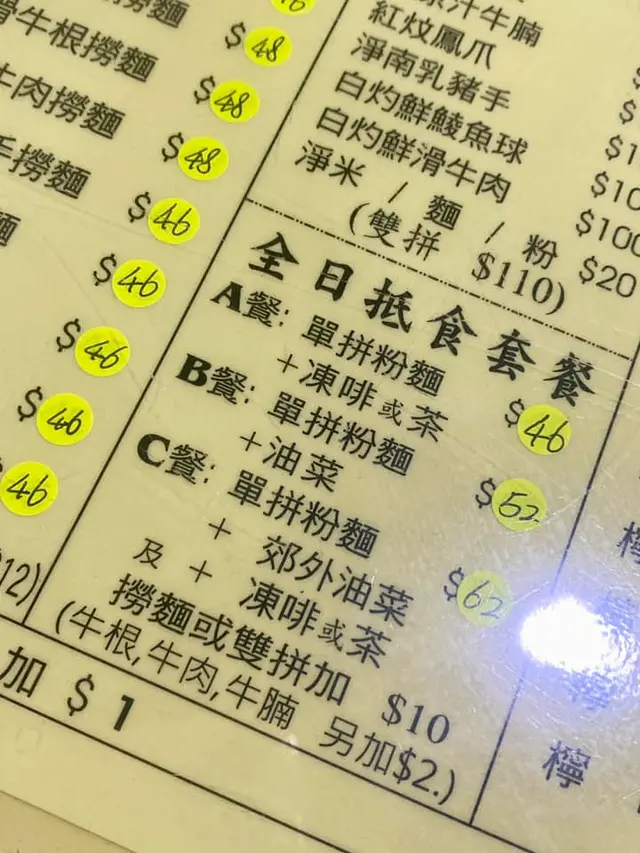 $ 48
滑牛根撈麵 $ 48
牛肉撈麵 $ 48
手撈麵 $ 46
麵 $ 46
$ 46
$ 46
46
加 $ 1
汁牛腩
紅炆鳳爪
淨南乳豬手
白灼鮮鯪魚球
白灼鮮滑牛肉
淨米 / 麵 / 粉 $20
(雙拼 $110)
全日抵食套餐
A餐: 單拼粉麵
+凍啡或茶 $ 46
B餐: 單拼粉麵
+油菜 $ 52
C餐: 單拼粉麵
+ 郊外油菜 $ 62
及 + 凍啡或茶
撈麵或雙拼加 $10
(牛根,牛肉,牛腩 另加$2.)
檸